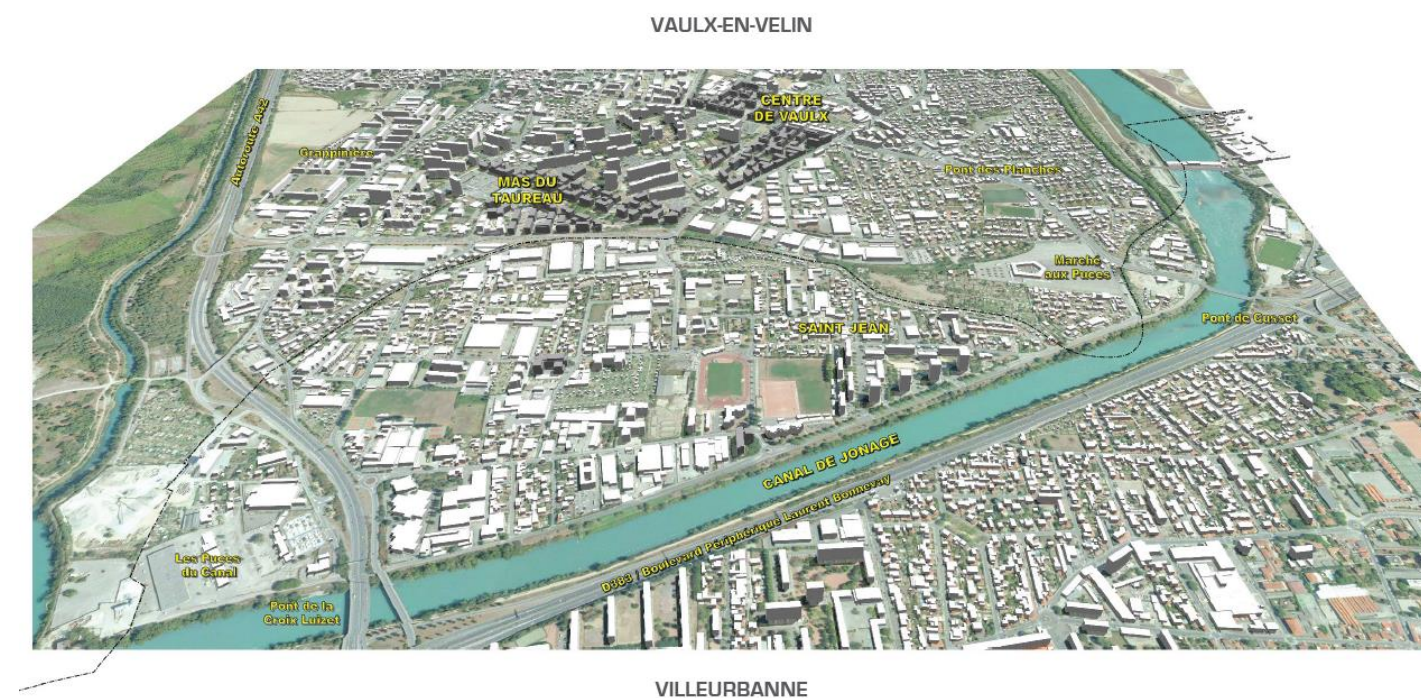 VAULX-EN-VELIN
CENTRE
DE VAULX
Autoroute A42
Grappinière
MAS DU
TAUREAU
Pont des Planches
Marché
aux Puces
SAINT JEAN
Pont de Cusset
CANAL DE JONAGE
D383 / Boulevard Périphérique Laurent Bonnevay
Les Puces
du Canal
Pont de la
Croix Luizet
VILLEURBANNE